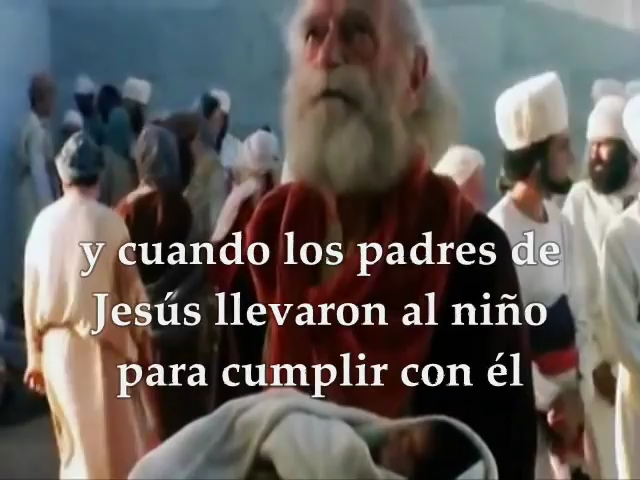 y cuando los padres de
Jesús llevaron al niño
para cumplir con él